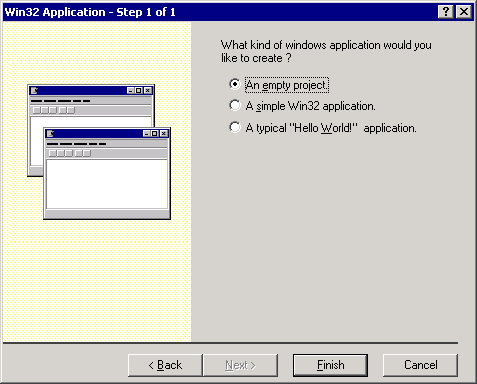 Win32 Application - Step 1 of 1
What kind of windows application would you
like to create ?
An empty project.
A simple Win32 application.
A typical "Hello World!" application.
< Back
Next >
Finish
Cancel